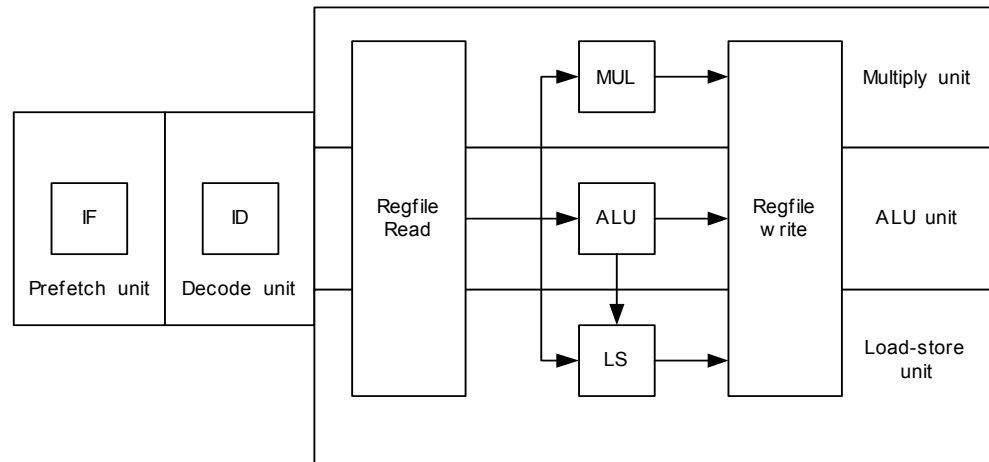 MUL
Multiply unit
IF
ID
Regfile
Read
ALU
Regfile
w rite
ALU unit
Prefetch unit
Decode unit
LS
Load-store
unit